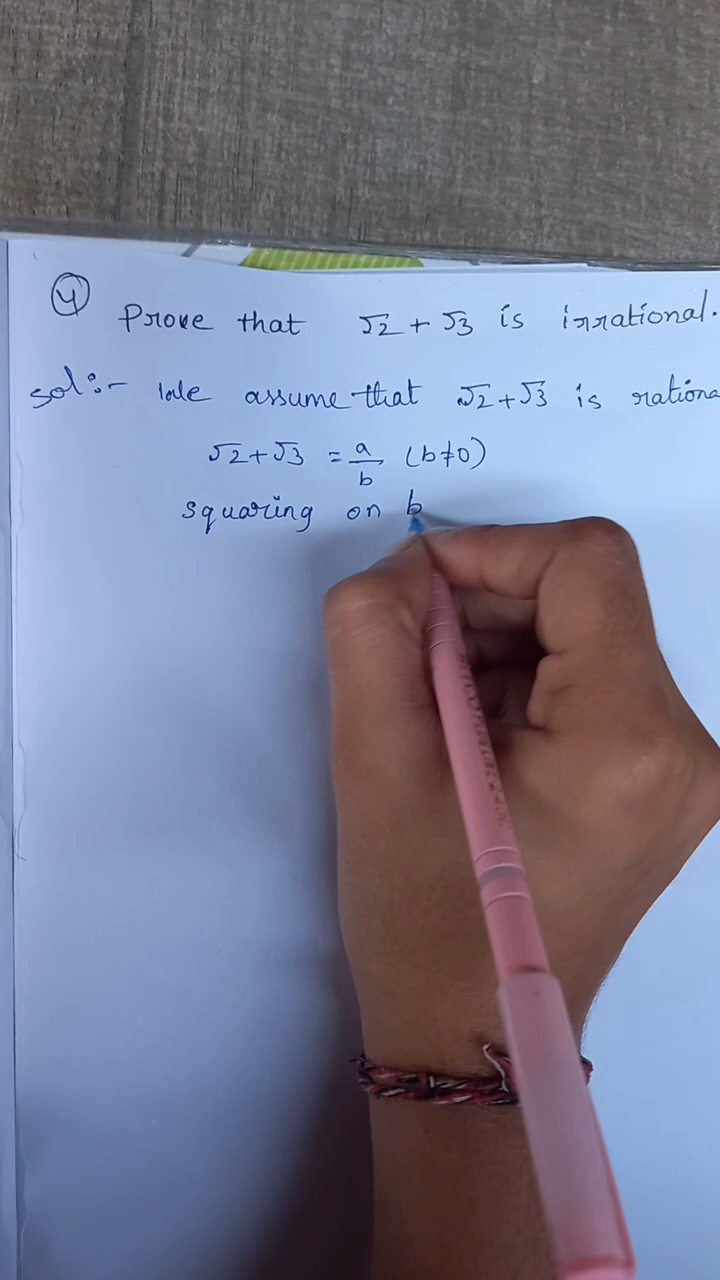 ④ Prove that √2 + √3 is irrational.
Sol:- We assume that √2+√3 is rationa
√2+√3 = a/b (b≠0)
squaring on b